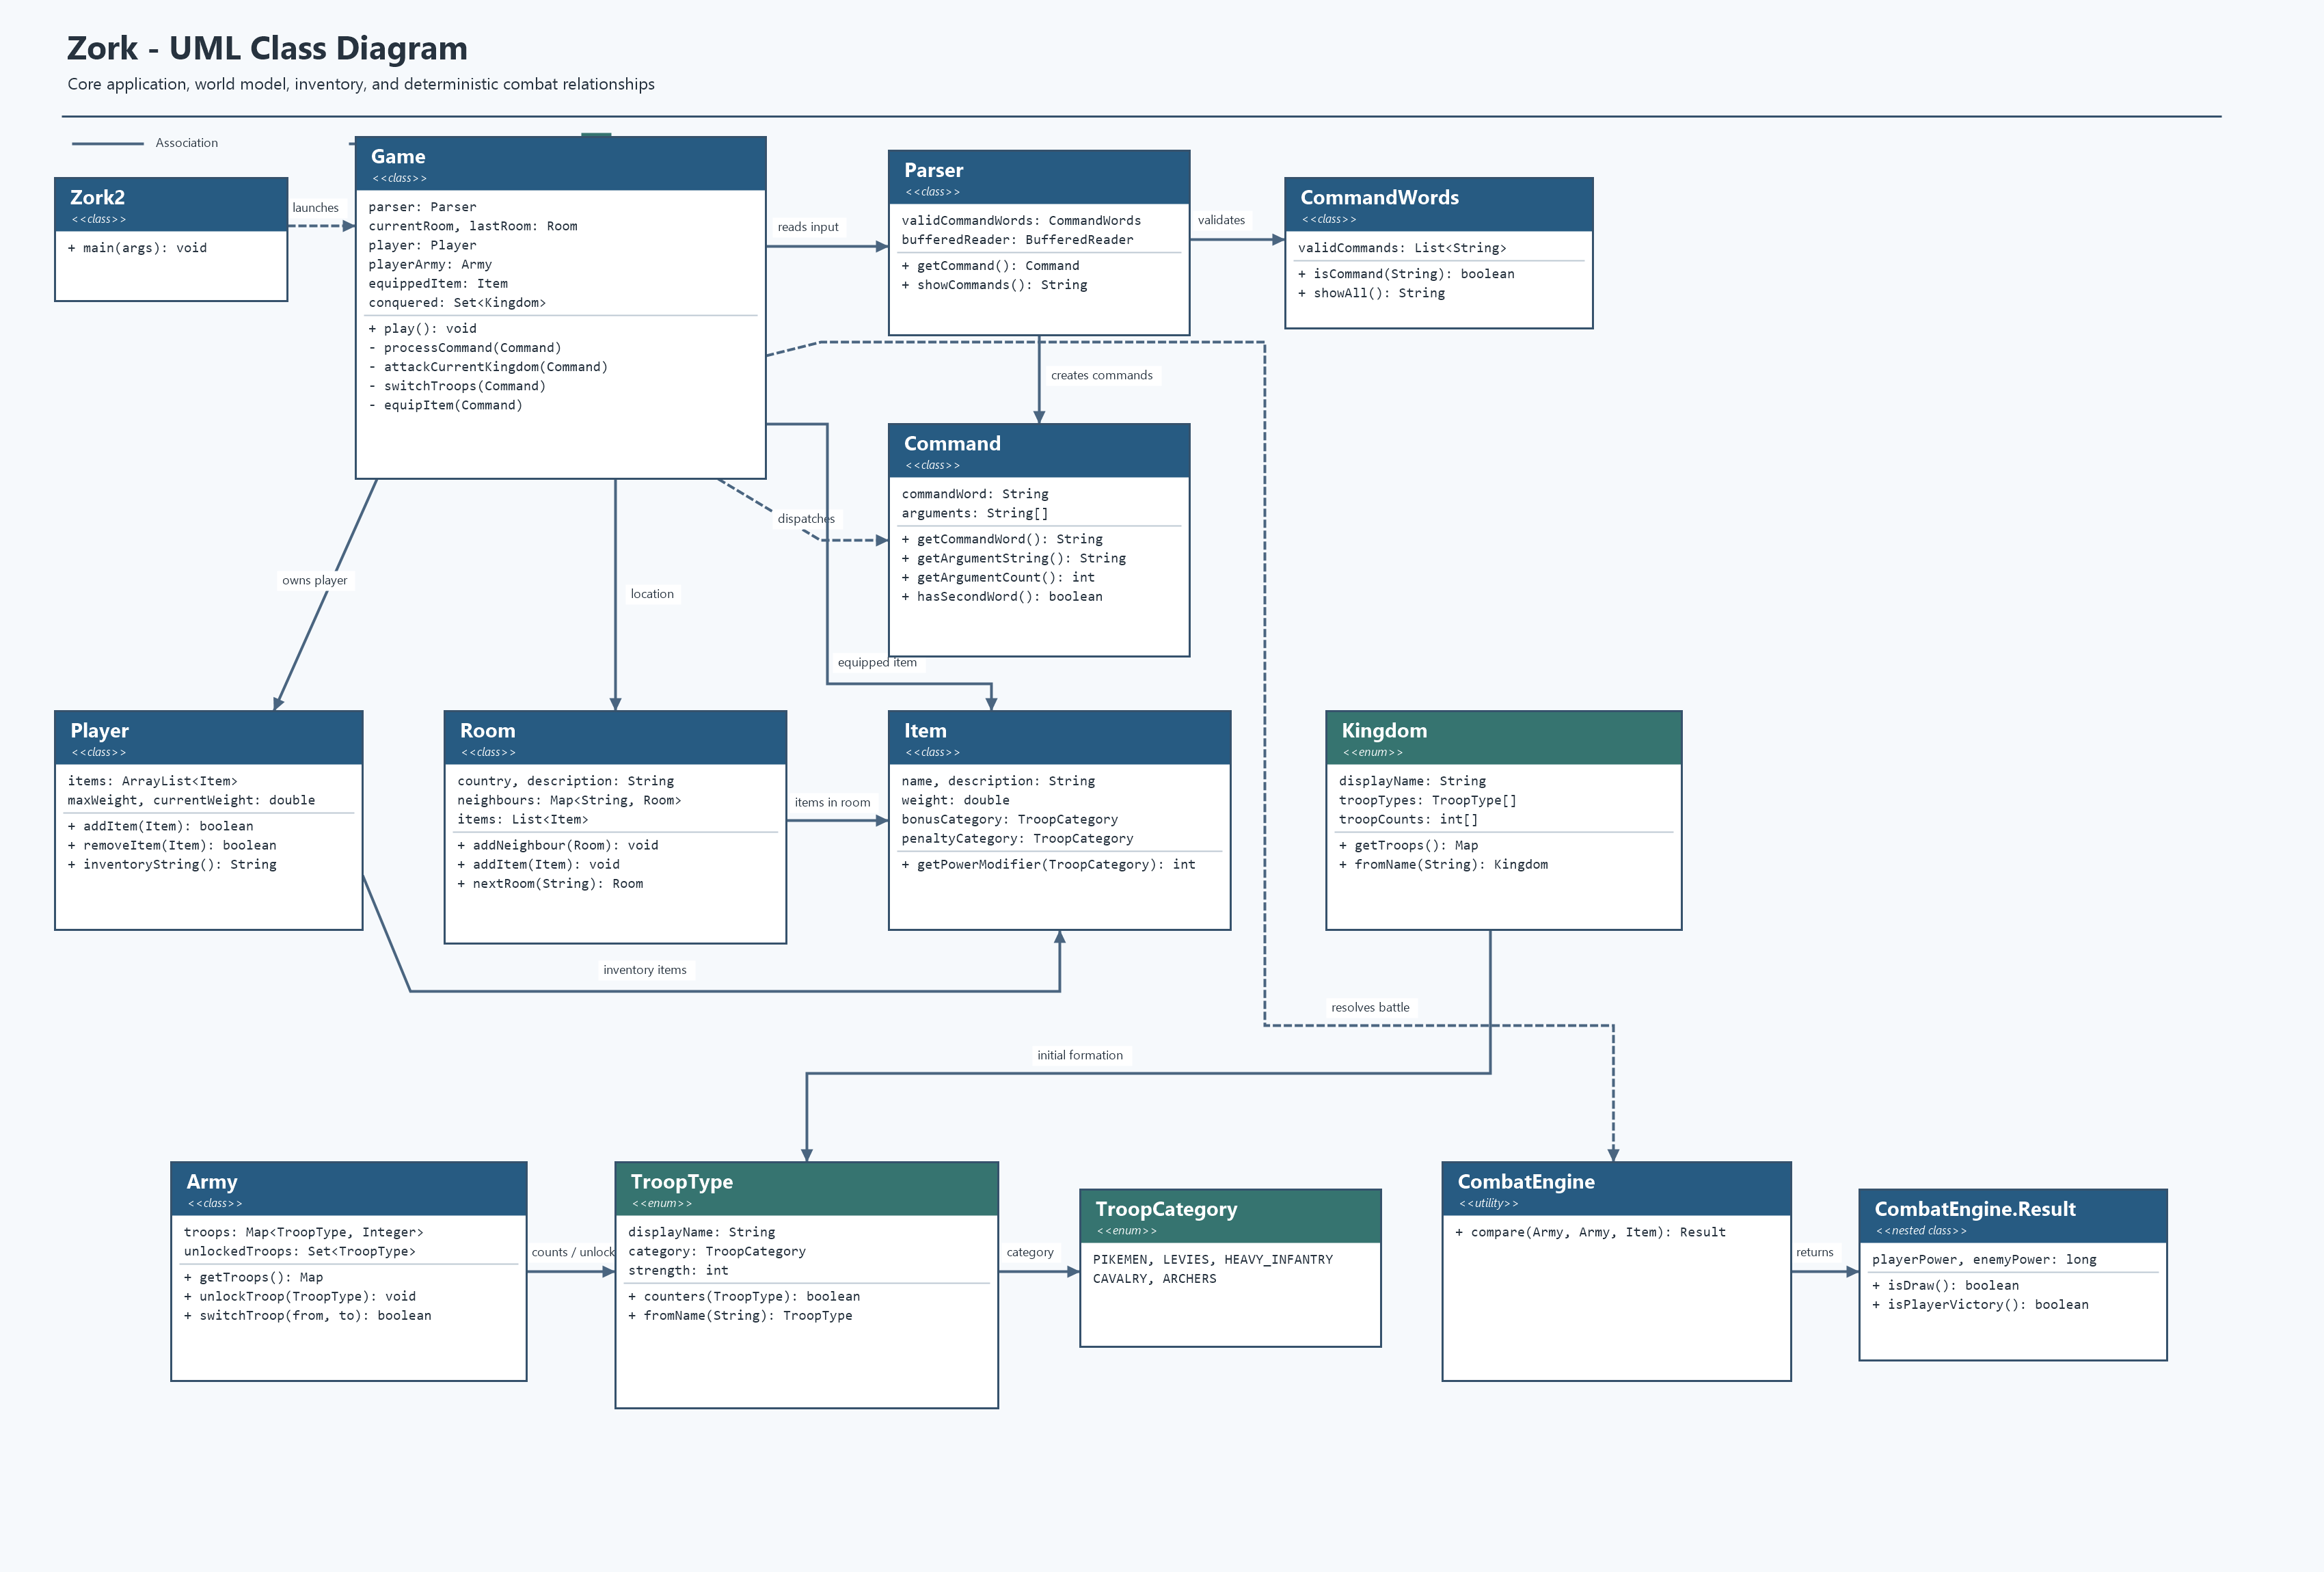 Zork - UML Class Diagram
Core application, world model, inventory, and deterministic combat relationships
Association
Zork2
<<class>>
+ main(args): void
launches
Game
<<class>>
parser: Parser
currentRoom, lastRoom: Room
player: Player
playerArmy: Army
equippedItem: Item
conquered: Set<Kingdom>
+ play(): void
- processCommand(Command)
- attackCurrentKingdom(Command)
- switchTroops(Command)
- equipItem(Command)
reads input
Parser
<<class>>
validCommandWords: CommandWords
bufferedReader: BufferedReader
+ getCommand(): Command
+ showCommands(): String
validates
CommandWords
<<class>>
validCommands: List<String>
+ isCommand(String): boolean
+ showAll(): String
creates commands
Command
<<class>>
commandWord: String
arguments: String[]
+ getCommandWord(): String
+ getArgumentString(): String
+ getArgumentCount(): int
+ hasSecondWord(): boolean
dispatches
owns player
location
equipped item
Player
<<class>>
items: ArrayList<Item>
maxWeight, currentWeight: double
+ addItem(Item): boolean
+ removeItem(Item): boolean
+ inventoryString(): String
Room
<<class>>
country, description: String
neighbours: Map<String, Room>
items: List<Item>
+ addNeighbour(Room): void
+ addItem(Item): void
+ nextRoom(String): Room
items in room
Item
<<class>>
name, description: String
weight: double
bonusCategory: TroopCategory
penaltyCategory: TroopCategory
+ getPowerModifier(TroopCategory): int
Kingdom
<<enum>>
displayName: String
troopTypes: TroopType[]
troopCounts: int[]
+ getTroops(): Map
+ fromName(String): Kingdom
inventory items
resolves battle
initial formation
Army
<<class>>
troops: Map<TroopType, Integer>
unlockedTroops: Set<TroopType>
+ getTroops(): Map
+ unlockTroop(TroopType): void
+ switchTroop(from, to): boolean
counts / unlock
TroopType
<<enum>>
displayName: String
category: TroopCategory
strength: int
+ counters(TroopType): boolean
+ fromName(String): TroopType
category
TroopCategory
<<enum>>
PIKEMEN, LEVIES, HEAVY_INFANTRY
CAVALRY, ARCHERS
CombatEngine
<<utility>>
+ compare(Army, Army, Item): Result
returns
CombatEngine.Result
<<nested class>>
playerPower, enemyPower: long
+ isDraw(): boolean
+ isPlayerVictory(): boolean